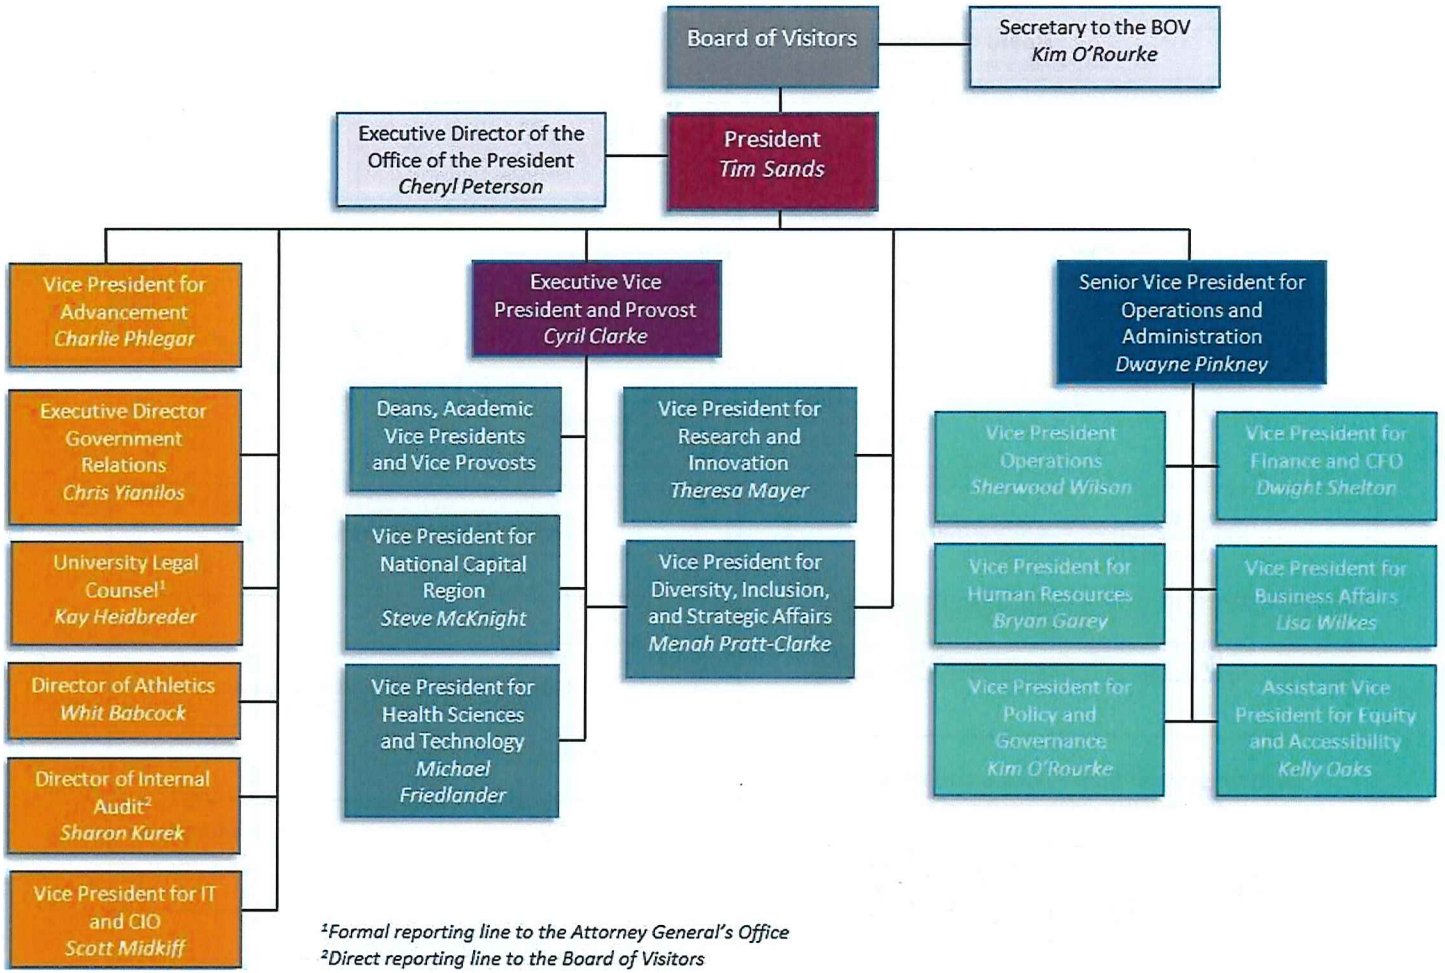 Board of Visitors
Secretary to the BOV
Kim O'Rourke
Executive Director of the
Office of the President
Cheryl Peterson
President
Tim Sands
Vice President for
Advancement
Charlie Phlegar
Executive Director
Government
Relations
Chris Yianilos
University Legal
Counsel¹
Kay Heidbreder
Director of Athletics
Whit Babcock
Director of Internal
Audit²
Sharon Kurek
Vice President for IT
and CIO
Scott Midkiff
Executive Vice
President and Provost
Cyril Clarke
Deans, Academic
Vice Presidents
and Vice Provosts
Vice President for
National Capital
Region
Steve McKnight
Vice President for
Health Sciences
and Technology
Michael
Friedlander
Vice President for
Research and
Innovation
Theresa Mayer
Vice President for
Diversity, Inclusion,
and Strategic Affairs
Menah Pratt-Clarke
Senior Vice President for
Operations and
Administration
Dwayne Pinkney
Vice President
Operations
Sherwood Wilson
Vice President for
Finance and CFO
Dwight Shelton
Vice President for
Human Resources
Bryan Garey
Vice President for
Business Affairs
Lisa Wilkes
Vice President for
Policy and
Governance
Kim O'Rourke
Assistant Vice
President for Equity
and Accessibility
Kelly Oaks
¹Formal reporting line to the Attorney General's Office
²Direct reporting line to the Board of Visitors